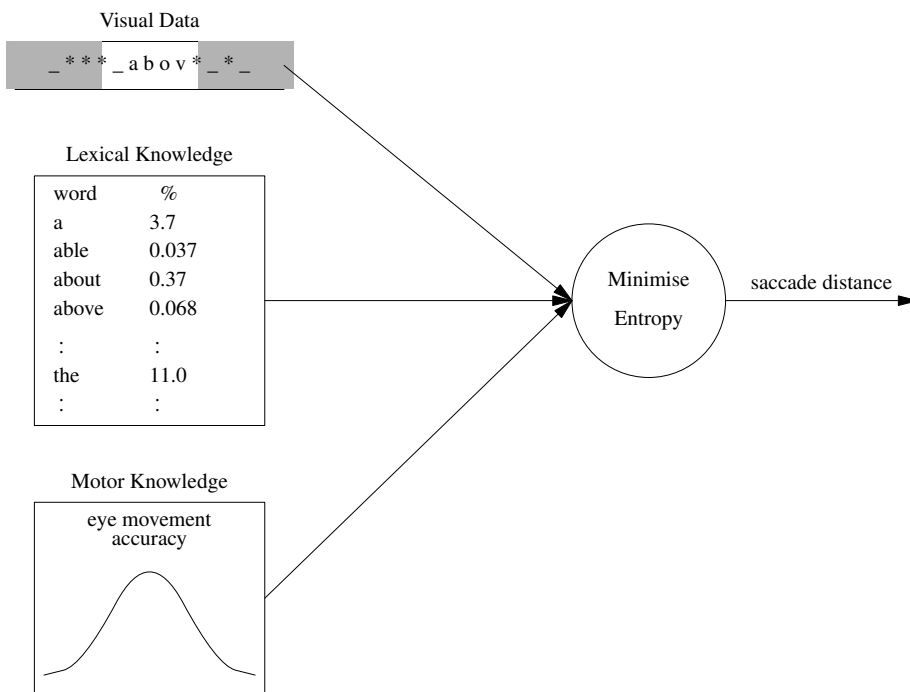 Visual Data
_ * * * _ a b o v * _ * _
Lexical Knowledge
word %
a 3.7
able 0.037
about 0.37
above 0.068
: :
the 11.0
: :
Motor Knowledge
eye movement
accuracy
Minimise
Entropy
saccade distance